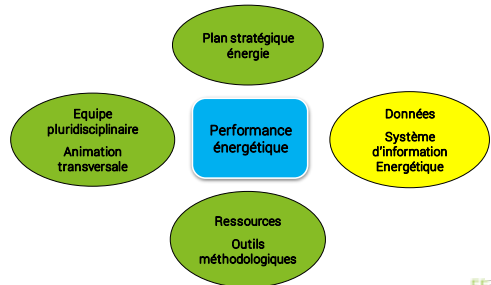 Plan stratégique
énergie
Equipe
pluridisciplinaire
Animation
transversale
Performance
énergétique
Données
Système
d'information
Energétique
Ressources
Outils
méthodologiques